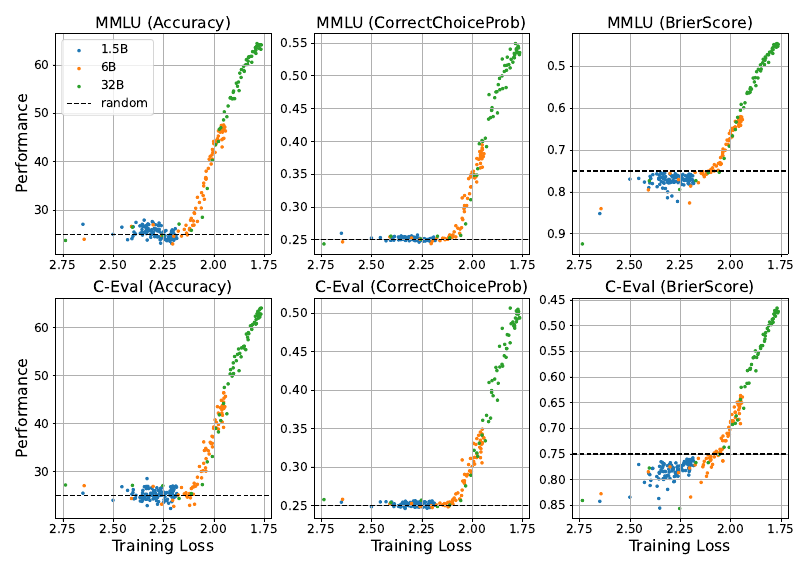 MMLU (Accuracy)
MMLU (CorrectChoiceProb)
MMLU (BrierScore)
Performance
1.5B
6B
32B
random
60
50
40
30
2.75 2.50 2.25 2.00 1.75
0.55
0.50
0.45
0.40
0.35
0.30
0.25
2.75 2.50 2.25 2.00 1.75
0.5
0.6
0.7
0.8
0.9
2.75 2.50 2.25 2.00 1.75
C-Eval (Accuracy)
C-Eval (CorrectChoiceProb)
C-Eval (BrierScore)
Performance
60
50
40
30
2.75 2.50 2.25 2.00 1.75
Training Loss
0.50
0.45
0.40
0.35
0.30
0.25
2.75 2.50 2.25 2.00 1.75
Training Loss
0.45
0.50
0.55
0.60
0.65
0.70
0.75
0.80
0.85
2.75 2.50 2.25 2.00 1.75
Training Loss